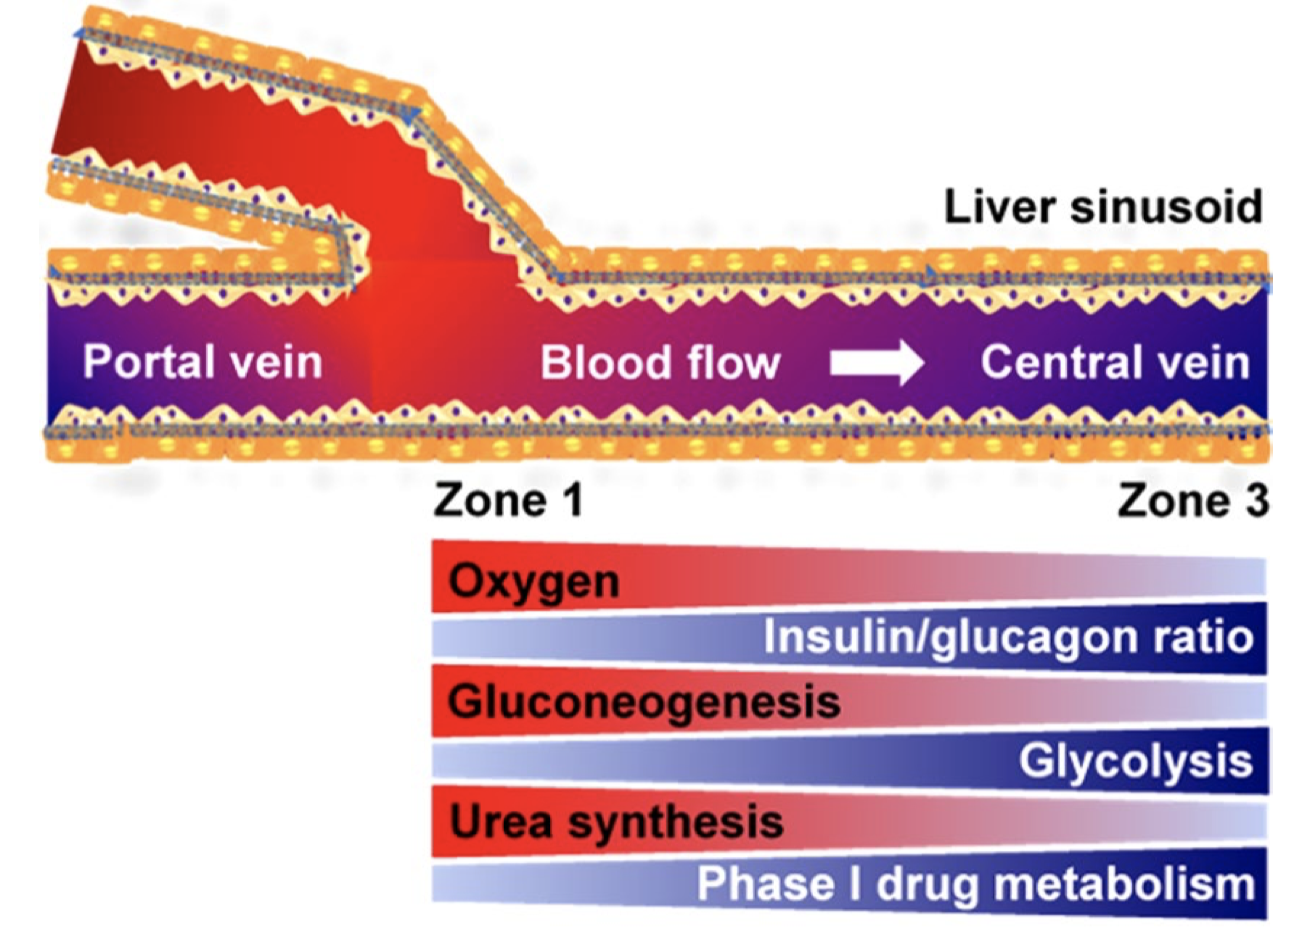 Liver sinusoid
Portal vein
Blood flow
Central vein
Zone 1
Zone 3
Oxygen
Insulin/glucagon ratio
Gluconeogenesis
Glycolysis
Urea synthesis
Phase I drug metabolism